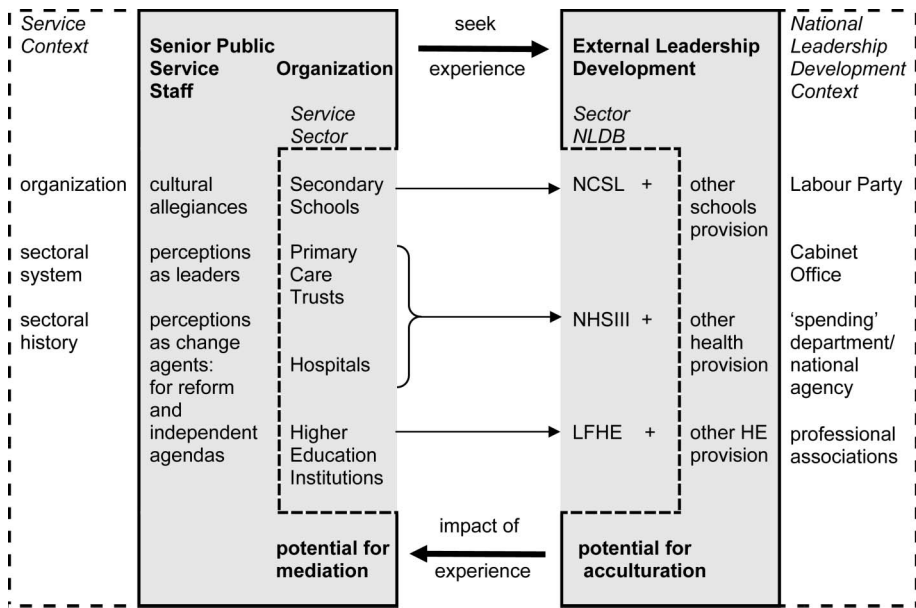 Service
Context
Senior Public
Service
Staff
Organization
Service
Sector
seek
experience
External Leadership
Development
Sector
NLDB
National
Leadership
Development
Context
organization
cultural
allegiances
Secondary
Schools
NCSL +
other
schools
provision
Labour Party
sectoral
system
perceptions
as leaders
Primary
Care
Trusts
Cabinet
Office
sectoral
history
perceptions
as change
agents:
for reform
and
independent
agendas
Hospitals
NHSIII +
other
health
provision
‘spending’
department/
national
agency
Higher
Education
Institutions
LFHE +
other HE
provision
professional
associations
potential for
mediation
impact of
experience
potential for
acculturation